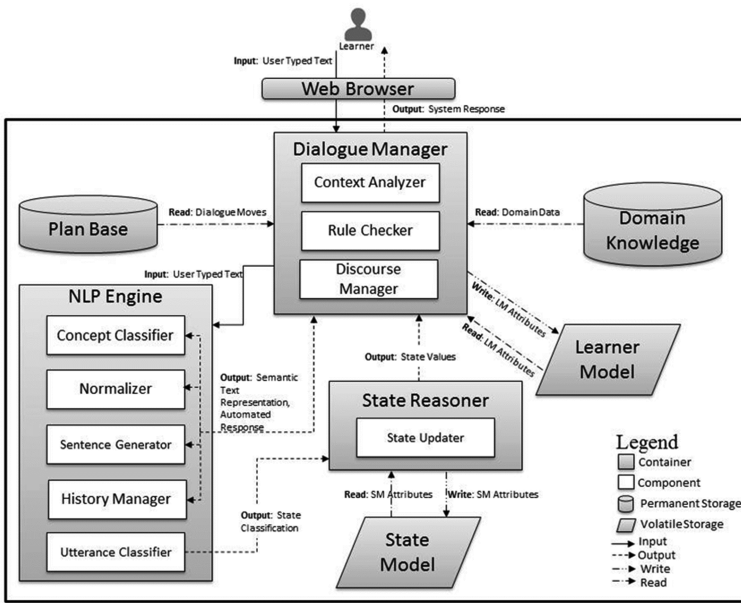 Learner
Input: User Typed Text
Web Browser
Output: System Response
Dialogue Manager
Context Analyzer
Rule Checker
Discourse
Manager
Plan Base
Read: Dialogue Moves
Read: Domain Data
Domain
Knowledge
Input: User Typed Text
NLP Engine
Concept Classifier
Normalizer
Sentence Generator
History Manager
Utterance Classifier
Output: Semantic
Text
Representation,
Automated
Response
Write: LM Attributes
Read: LM Attributes
Learner
Model
Output: State Values
State Reasoner
State Updater
Output: State
Classification
Read: SM Attributes
Write: SM Attributes
State
Model
Legend
Container
Component
Permanent Storage
Volatile Storage
Input
Output
Write
Read